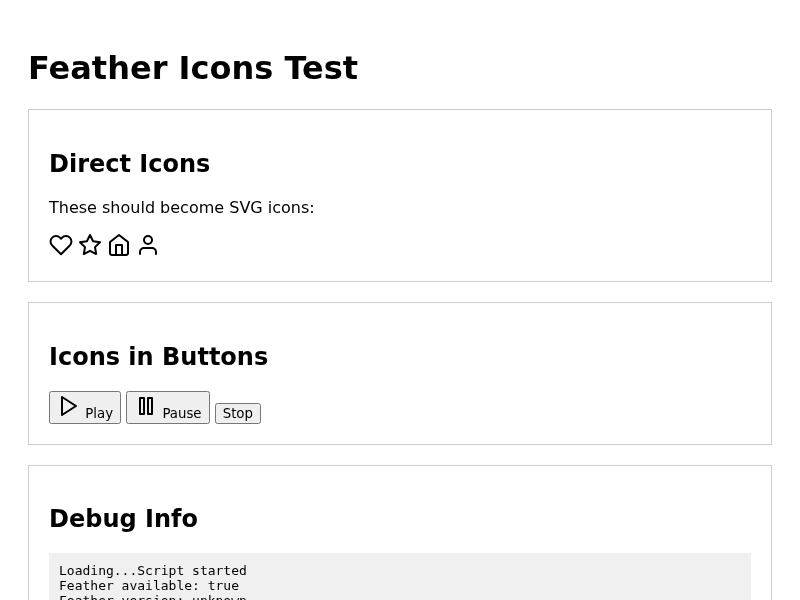 Feather Icons Test
Direct Icons
These should become SVG icons:
Icons in Buttons
Play Pause Stop
Debug Info
Loading...Script started
Feather available: true
Feather version: unknown